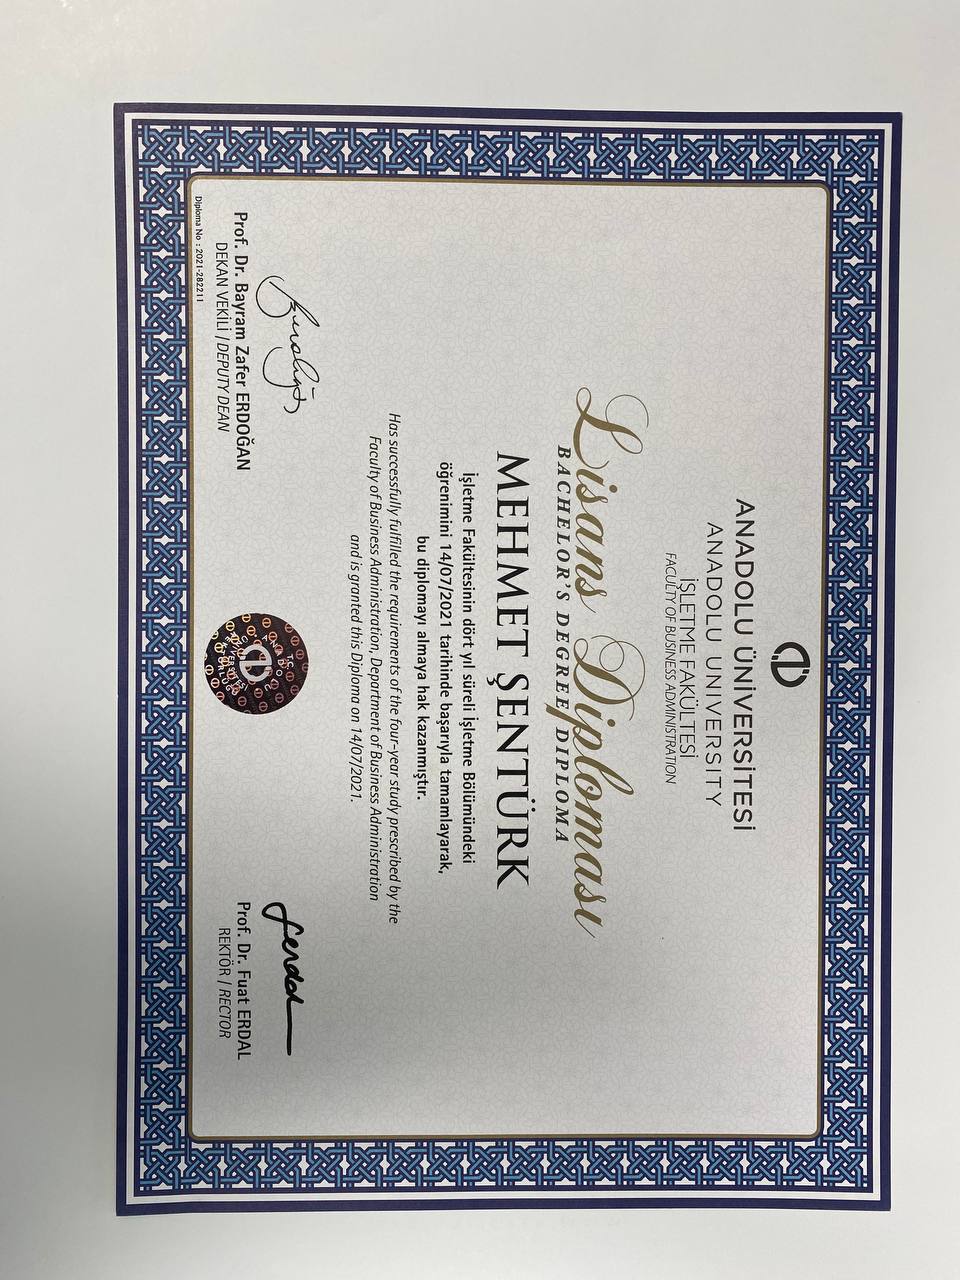 ANADOLU ÜNİVERSİTESİ
ANADOLU UNIVERSITY
İŞLETME FAKÜLTESİ
FACULTY OF BUSINESS ADMINISTRATION
Lisans Diploması
BACHELOR'S DEGREE DIPLOMA
MEHMET ŞENTÜRK
İşletme Fakültesinin dört yıl süreli İşletme Bölümündeki
öğrenimini 14/07/2021 tarihinde başarıyla tamamlayarak,
bu diplomayı almaya hak kazanmıştır.
Has successfully fulfilled the requirements of the four-year study prescribed by the
Faculty of Business Administration, Department of Business Administration
and is granted this Diploma on 14/07/2021.
Prof. Dr. Bayram Zafer ERDOĞAN
DEKAN VEKİLİ / DEPUTY DEAN
T.C.
Prof. Dr. Fuat ERDAL
REKTÖR / RECTOR
Diploma No : 2021-282211